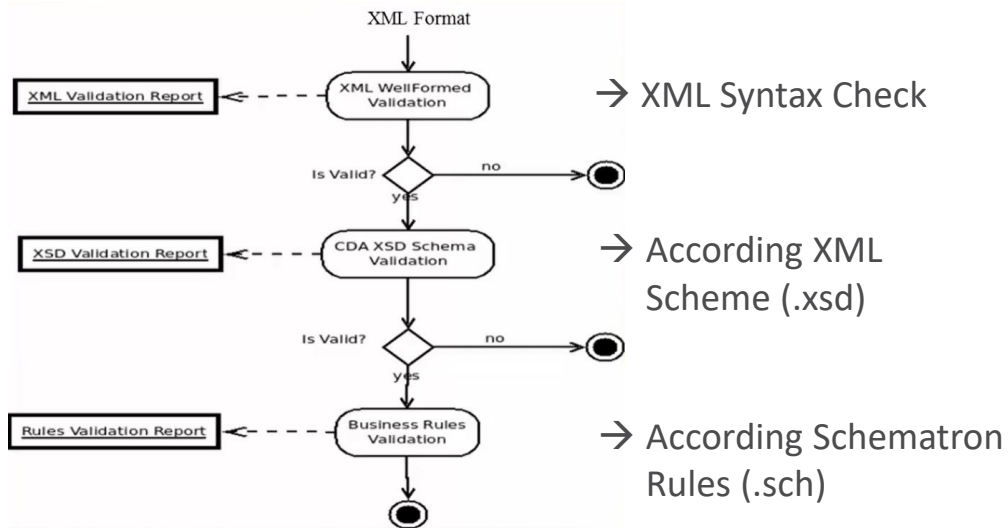 XML Format
XML WellFormed
Validation
XML Validation Report
→ XML Syntax Check
Is Valid?
no
yes
CDA XSD Schema
Validation
XSD Validation Report
→ According XML
Scheme (.xsd)
Is Valid?
no
yes
Business Rules
Validation
Rules Validation Report
→ According Schematron
Rules (.sch)